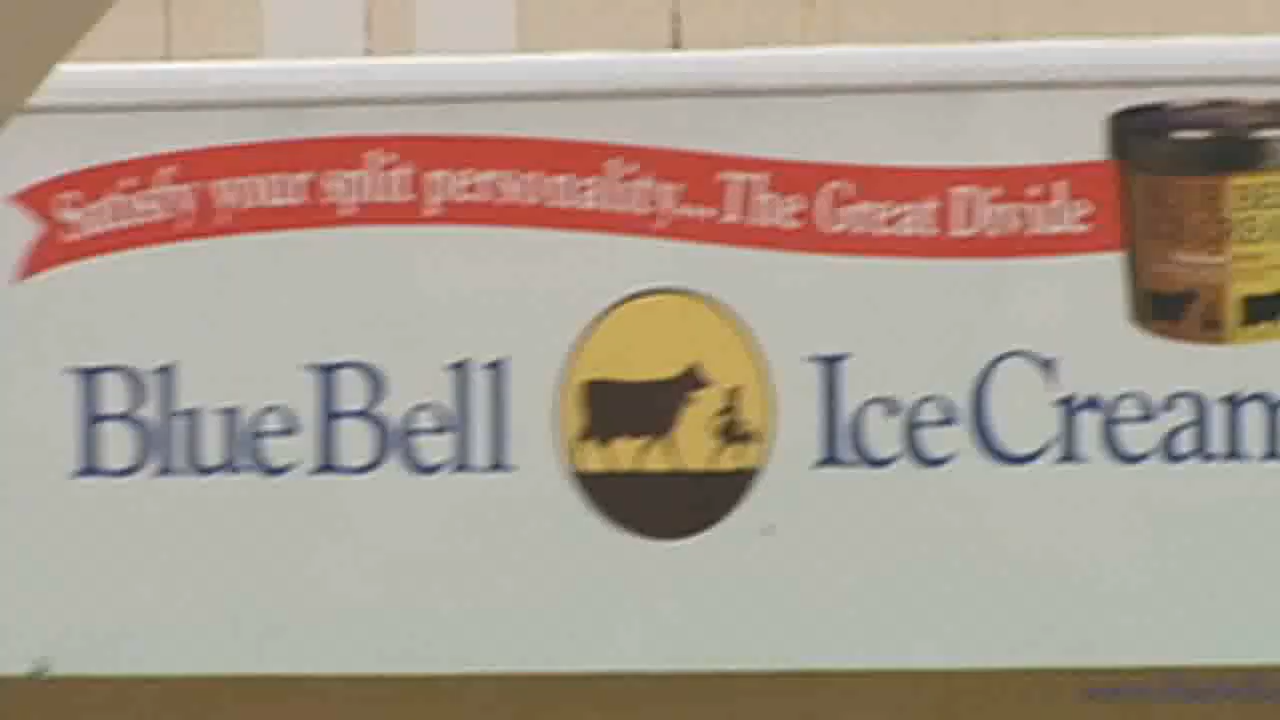 Satisfy your split personality...The Great Divide
Blue Bell Ice Cream